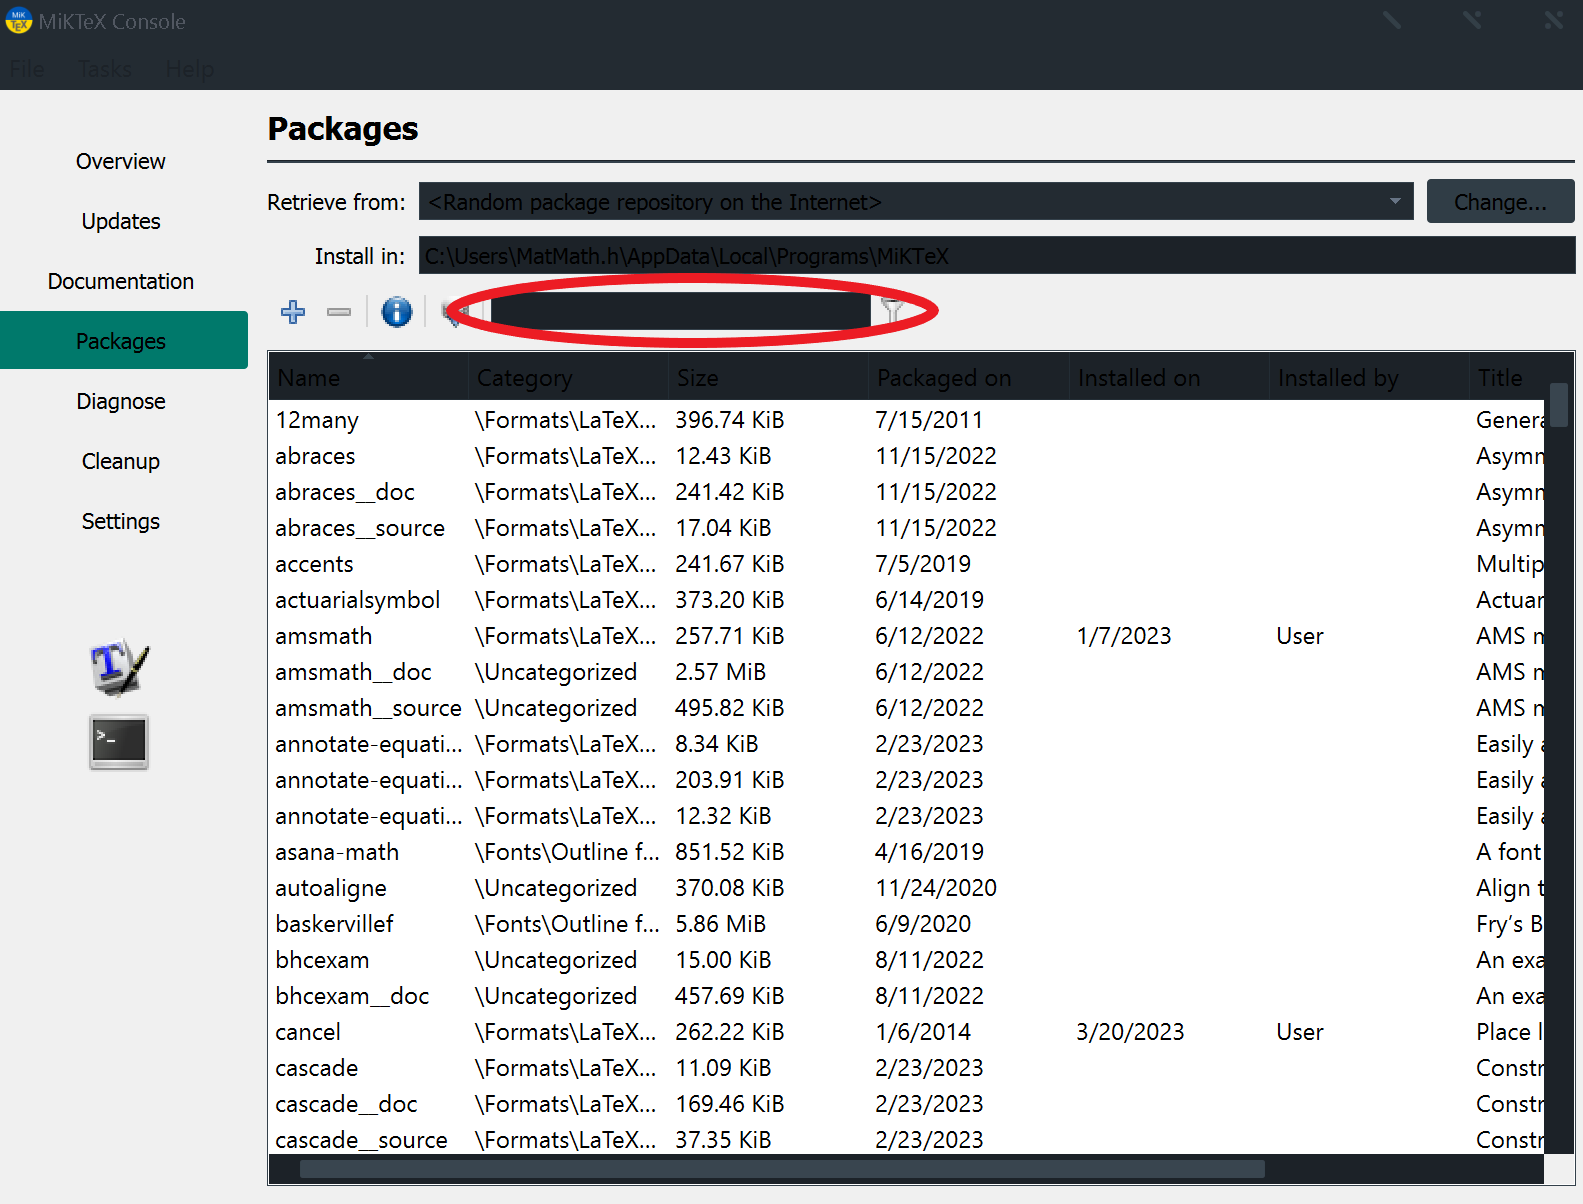 MiKTeX Console
File Tasks Help
Packages
Overview
Updates
Documentation
Packages
Diagnose
Cleanup
Settings
Retrieve from: <Random package repository on the Internet> Change...
Install in: C:\Users\MatMath.h\AppData\Local\Programs\MiKTeX
Name Category Size Packaged on Installed on Installed by Title
12many \Formats\LaTeX... 396.74 KiB 7/15/2011 Genera
abraces \Formats\LaTeX... 12.43 KiB 11/15/2022 Asymn
abraces__doc \Formats\LaTeX... 241.42 KiB 11/15/2022 Asymn
abraces__source \Formats\LaTeX... 17.04 KiB 11/15/2022 Asymn
accents \Formats\LaTeX... 241.67 KiB 7/5/2019 Multip
actuarialsymbol \Formats\LaTeX... 373.20 KiB 6/14/2019 Actuar
amsmath \Formats\LaTeX... 257.71 KiB 6/12/2022 1/7/2023 User AMS m
amsmath__doc \Uncategorized 2.57 MiB 6/12/2022 AMS m
amsmath__source \Uncategorized 495.82 KiB 6/12/2022 AMS m
annotate-equati... \Formats\LaTeX... 8.34 KiB 2/23/2023 Easily a
annotate-equati... \Formats\LaTeX... 203.91 KiB 2/23/2023 Easily a
annotate-equati... \Formats\LaTeX... 12.32 KiB 2/23/2023 Easily a
asana-math \Fonts\Outline f... 851.52 KiB 4/16/2019 A font
autoaligne \Uncategorized 370.08 KiB 11/24/2020 Align t
baskervillef \Fonts\Outline f... 5.86 MiB 6/9/2020 Fry's B
bhcexam \Uncategorized 15.00 KiB 8/11/2022 An exa
bhcexam__doc \Uncategorized 457.69 KiB 8/11/2022 An exa
cancel \Formats\LaTeX... 262.22 KiB 1/6/2014 3/20/2023 User Place l
cascade \Formats\LaTeX... 11.09 KiB 2/23/2023 Constr
cascade__doc \Formats\LaTeX... 169.46 KiB 2/23/2023 Constr
cascade__source \Formats\LaTeX... 37.35 KiB 2/23/2023 Constr